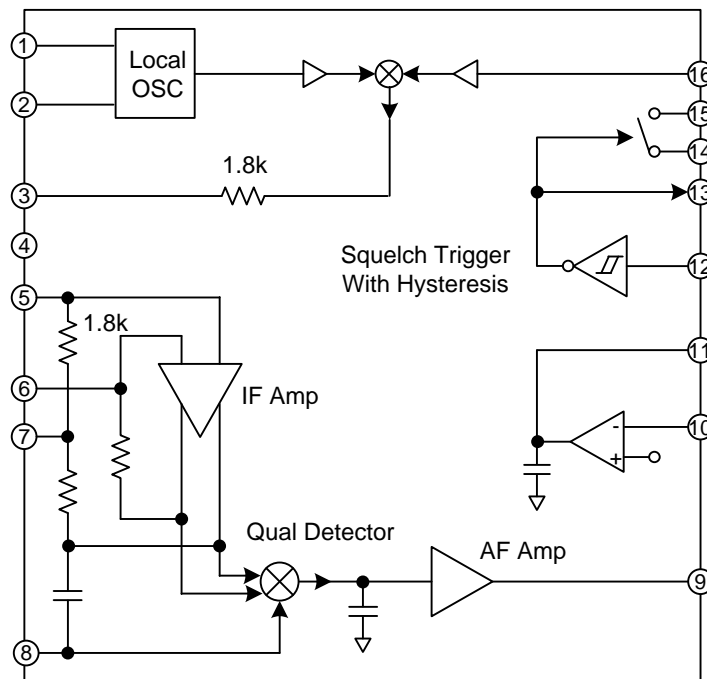 1
Local
OSC
2
16
15
14
1.8k
3
13
4
Squelch Trigger
With Hysteresis
12
5
1.8k
11
6
IF Amp
7
10
-
+
Qual Detector
AF Amp
9
8